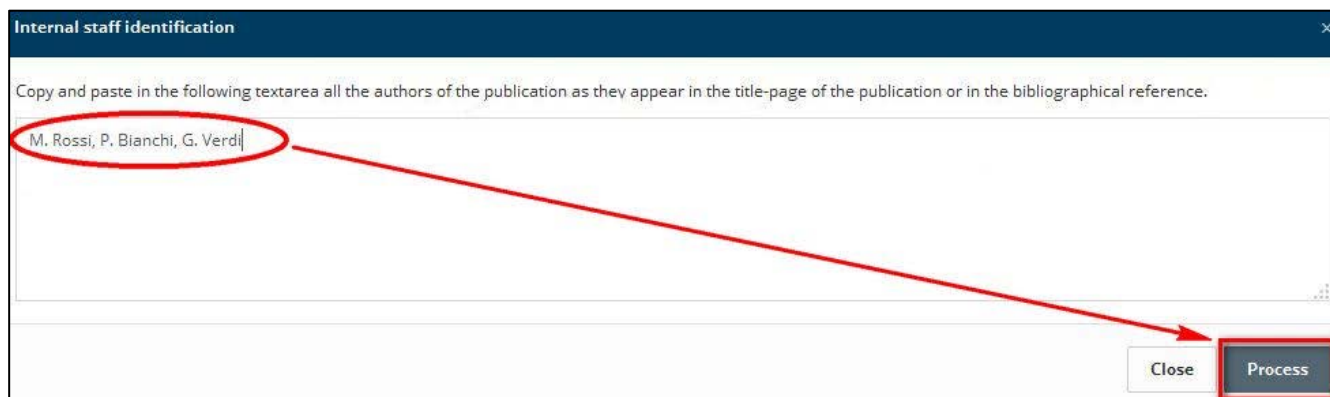 Internal staff identification ×
Copy and paste in the following textarea all the authors of the publication as they appear in the title-page of the publication or in the bibliographical reference.
M. Rossi, P. Bianchi, G. Verdi
Close Process